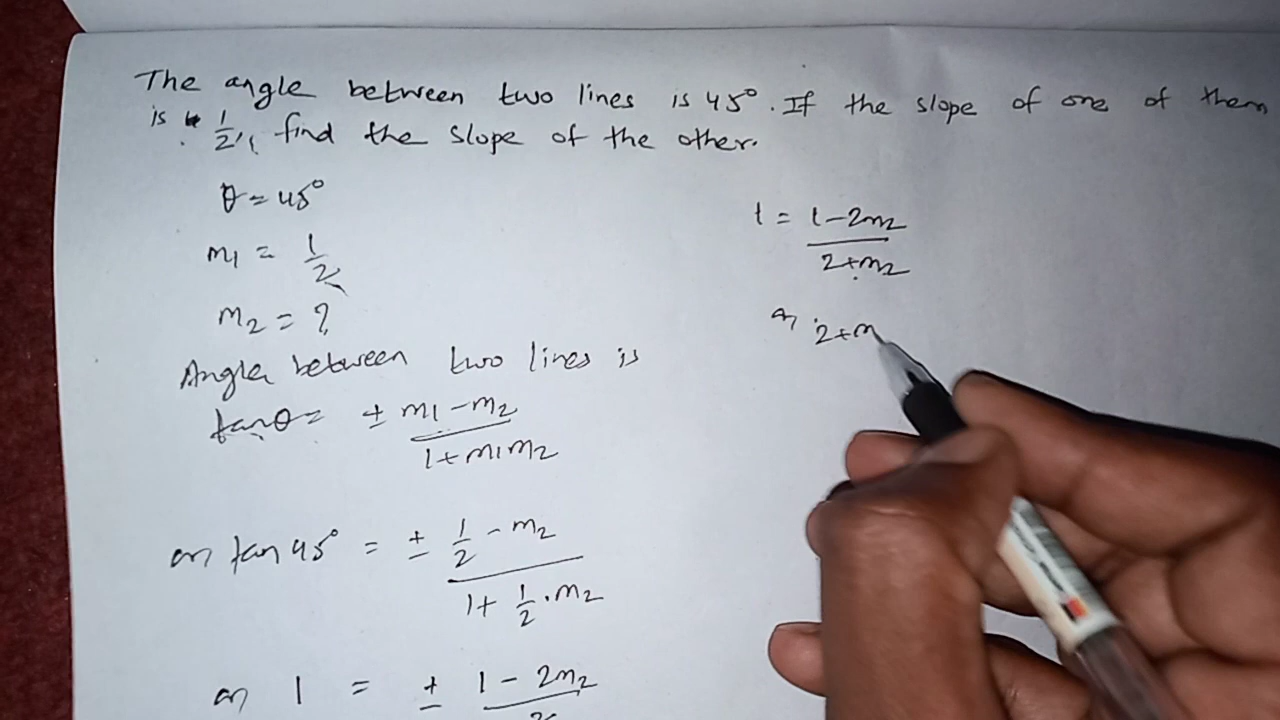 The angle between two lines is 45°. If the slope of one of them
is 1/2, find the slope of the other.
θ = 45°
m1 = 1/2
m2 = ?
Angle between two lines is
tanθ = ± m1 - m2 / 1 + m1m2
or tan 45° = ± 1/2 - m2 / 1 + 1/2 . m2
or 1 = ± 1 - 2m2
1 = 1 - 2m2 / 2 + m2
or 2 + m